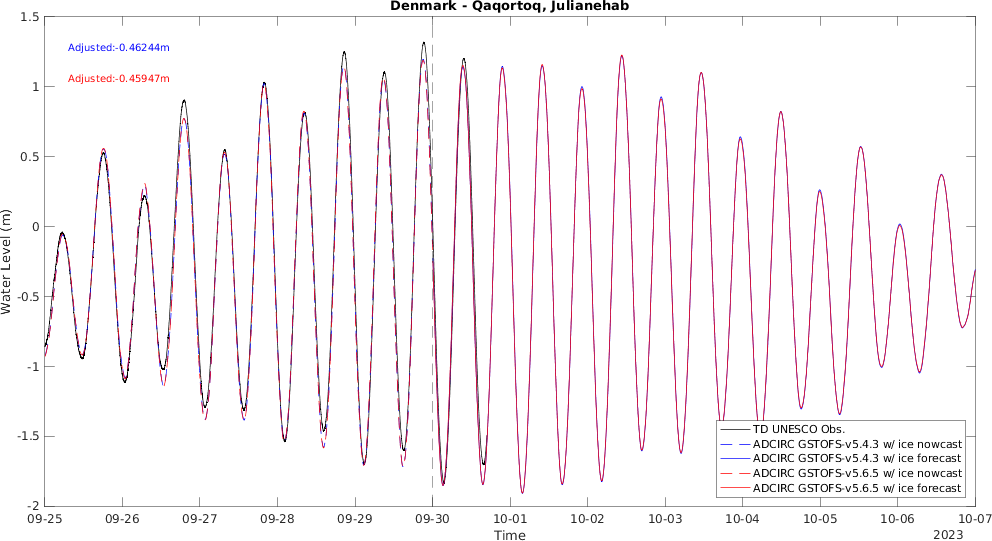 Denmark - Qaqortoq, Julianehab
Adjusted:-0.46244m
Adjusted:-0.45947m
Water Level (m)
1.5
1
0.5
0
-0.5
-1
-1.5
-2
TD UNESCO Obs.
ADCIRC GSTOFS-v5.4.3 w/ ice nowcast
ADCIRC GSTOFS-v5.4.3 w/ ice forecast
ADCIRC GSTOFS-v5.6.5 w/ ice nowcast
ADCIRC GSTOFS-v5.6.5 w/ ice forecast
09-25 09-26 09-27 09-28 09-29 09-30 10-01 10-02 10-03 10-04 10-05 10-06 10-07
Time
2023